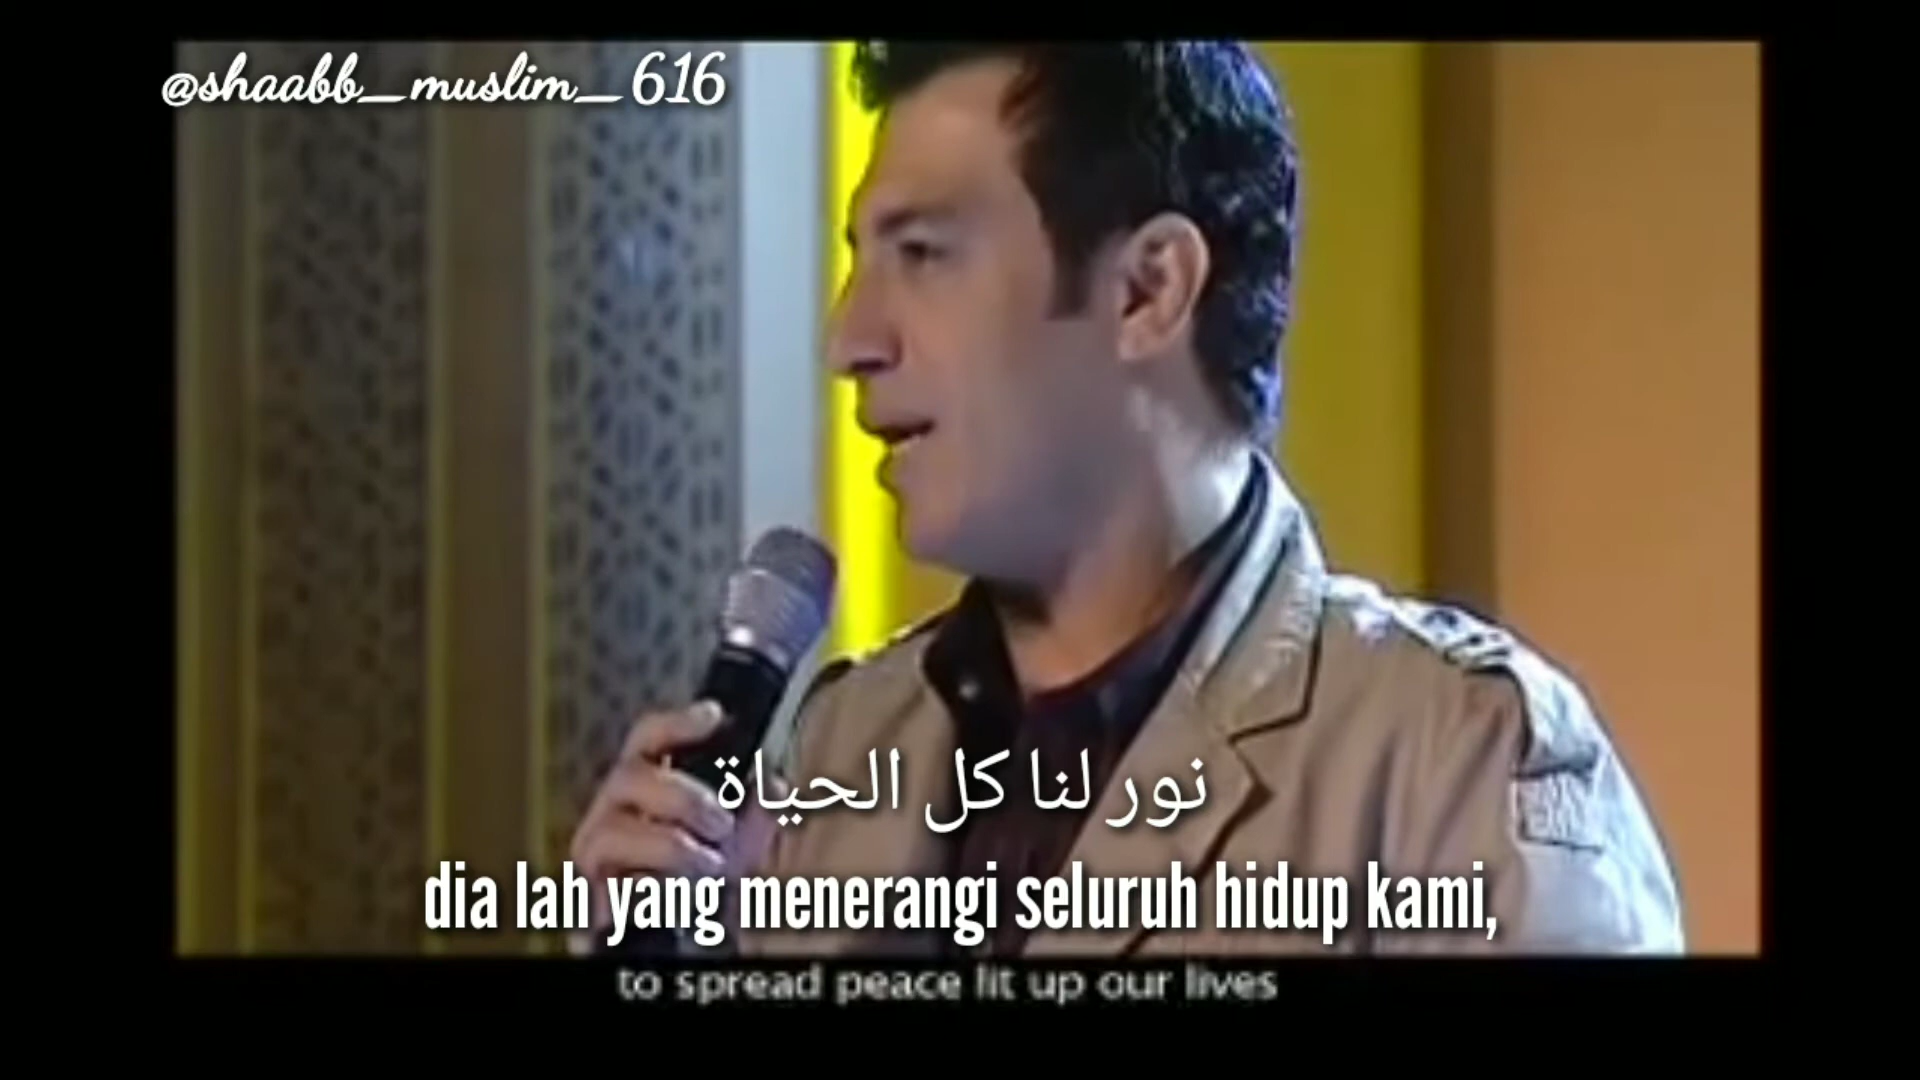 @shaabb_muslim_616
نور لنا كل الحياة
dia lah yang menerangi seluruh hidup kami,
to spread peace lit up our lives